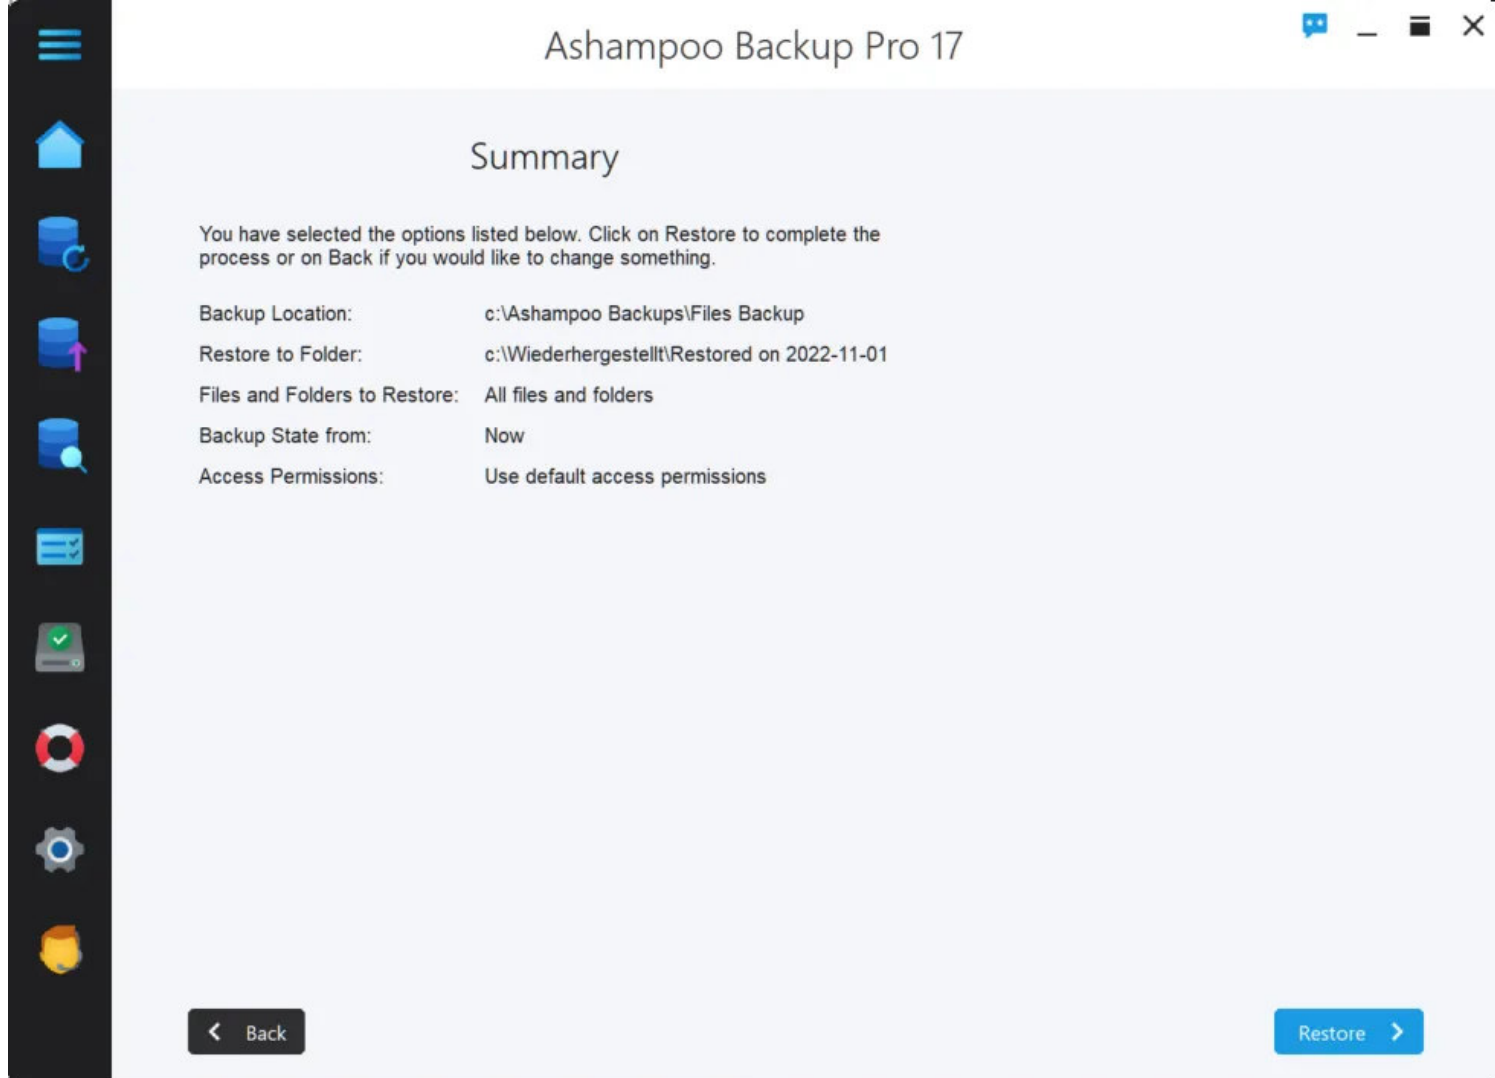 Ashampoo Backup Pro 17
Summary
You have selected the options listed below. Click on Restore to complete the
process or on Back if you would like to change something.
Backup Location: c:\Ashampoo Backups\Files Backup
Restore to Folder: c:\Wiederhergestellt\Restored on 2022-11-01
Files and Folders to Restore: All files and folders
Backup State from: Now
Access Permissions: Use default access permissions
Back
Restore